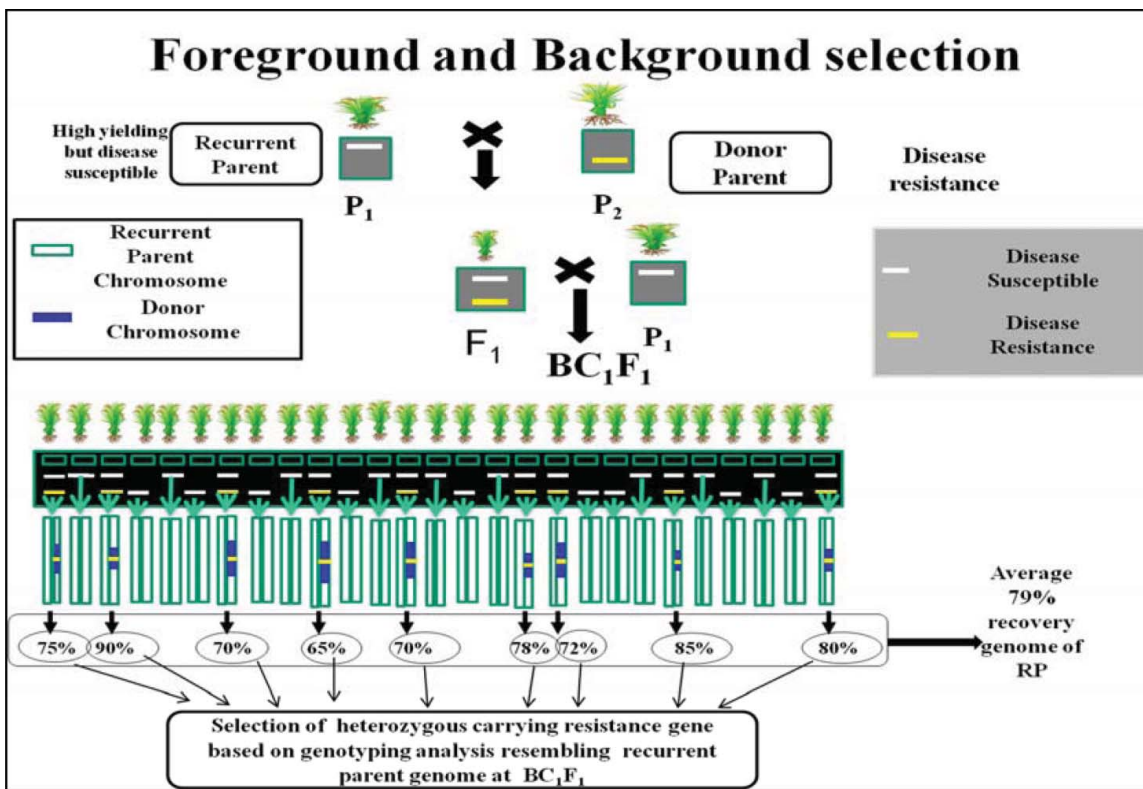 Foreground and Background selection
High yielding
but disease
susceptible
Recurrent
Parent
P1
P2
Donor
Parent
Disease
resistance
Recurrent
Parent
Chromosome
Donor
Chromosome
F1
P1
BC1F1
Disease
Susceptible
Disease
Resistance
75%
90%
70%
65%
70%
78%
72%
85%
80%
Average
79%
recovery
genome of
RP
Selection of heterozygous carrying resistance gene
based on genotyping analysis resembling recurrent
parent genome at BC1F1